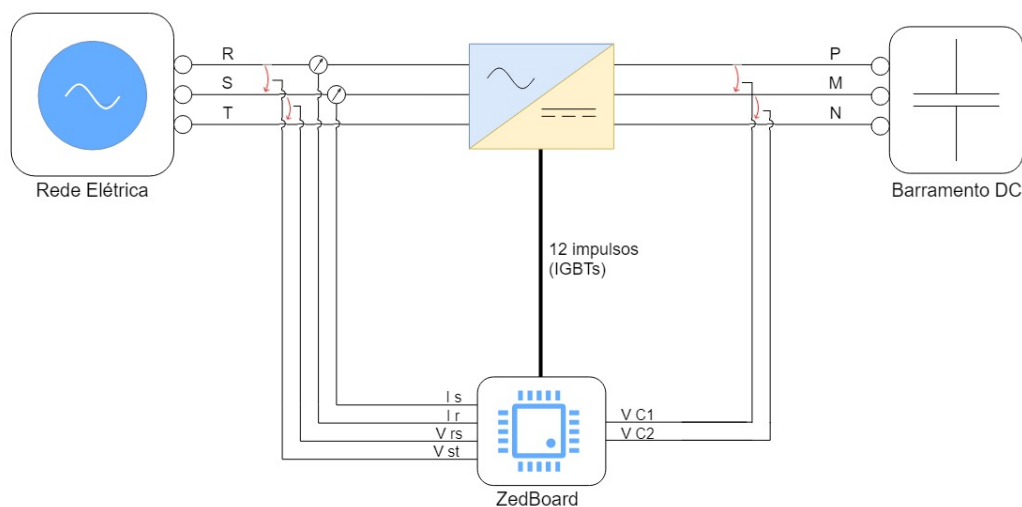 R
S
T
P
M
N
Rede Elétrica
Barramento DC
12 impulsos
(IGBTs)
I s
I r
V rs
V st
V C1
V C2
ZedBoard